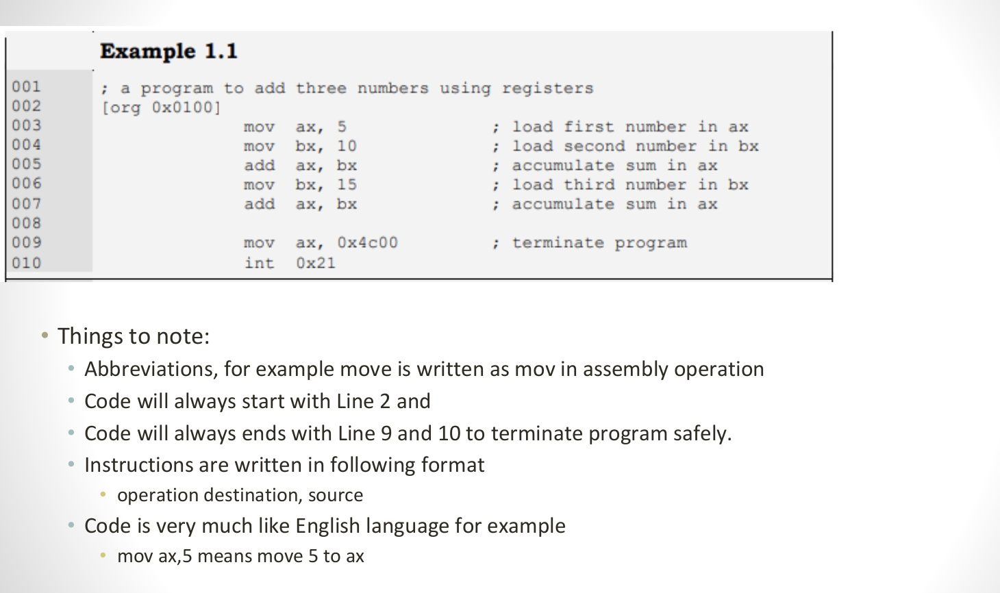 Example 1.1
001 ; a program to add three numbers using registers
002 [org 0x0100]
003 mov ax, 5 ; load first number in ax
004 mov bx, 10 ; load second number in bx
005 add ax, bx ; accumulate sum in ax
006 mov bx, 15 ; load third number in bx
007 add ax, bx ; accumulate sum in ax
008
009 mov ax, 0x4c00 ; terminate program
010 int 0x21
• Things to note:
• Abbreviations, for example move is written as mov in assembly operation
• Code will always start with Line 2 and
• Code will always ends with Line 9 and 10 to terminate program safely.
• Instructions are written in following format
• operation destination, source
• Code is very much like English language for example
• mov ax,5 means move 5 to ax